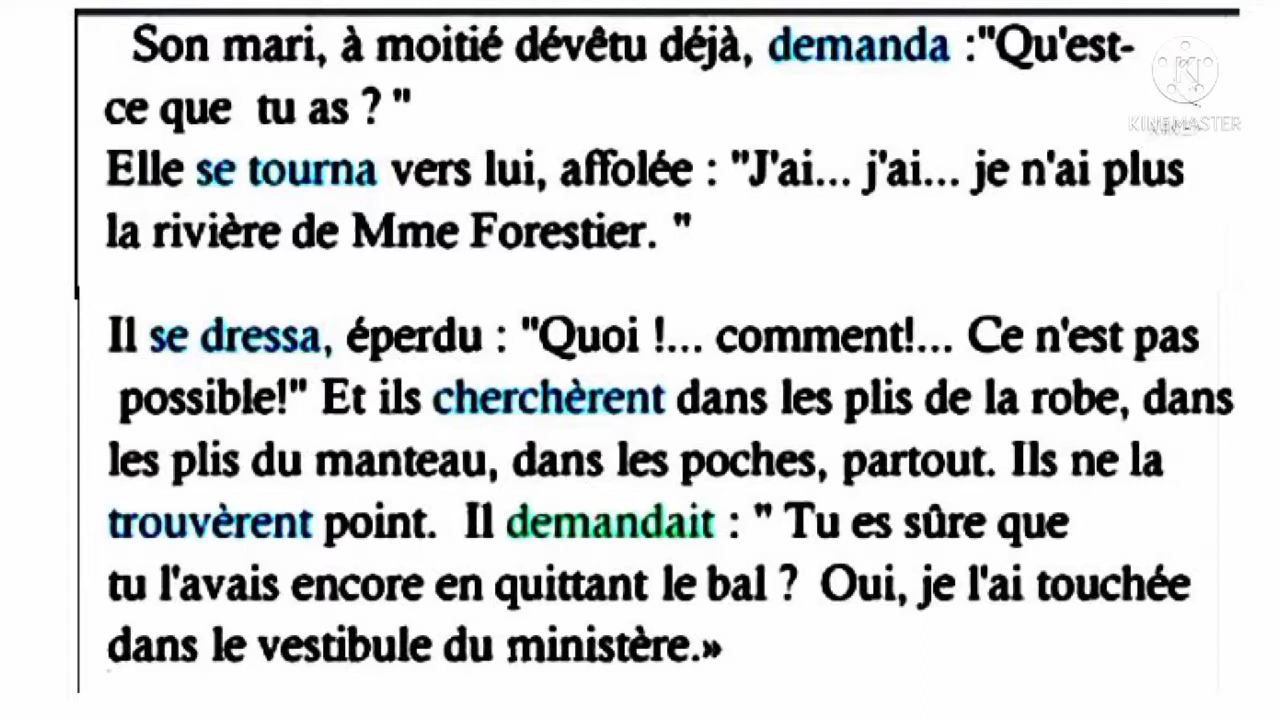 Son mari, à moitié dévêtu déjà, demanda :"Qu'est-
ce que tu as ? "
Elle se tourna vers lui, affolée : "J'ai... j'ai... je n'ai plus
la rivière de Mme Forestier. "
Il se dressa, éperdu : "Quoi !... comment!... Ce n'est pas
possible!" Et ils cherchèrent dans les plis de la robe, dans
les plis du manteau, dans les poches, partout. Ils ne la
trouvèrent point. Il demandait : " Tu es sûre que
tu l'avais encore en quittant le bal ? Oui, je l'ai touchée
dans le vestibule du ministère.»
KINEMASTER